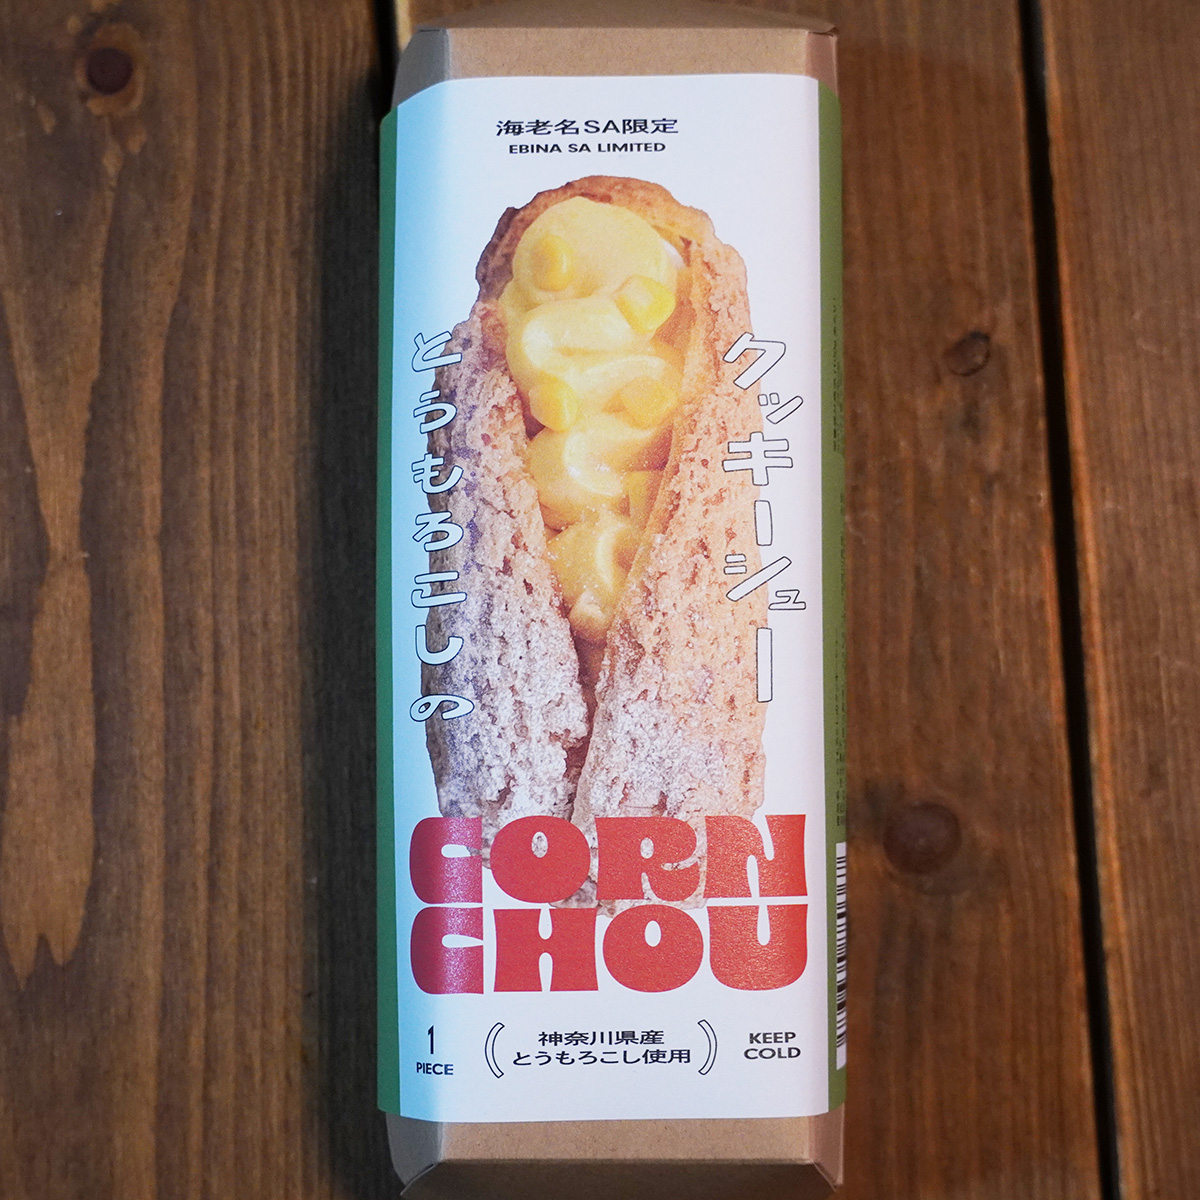 海老名SA限定
EBINA SA LIMITED
とうもろこしの
クッキーシュー
CORN
CHOU
1
PIECE
(神奈川県産
とうもろこし使用)
KEEP
COLD